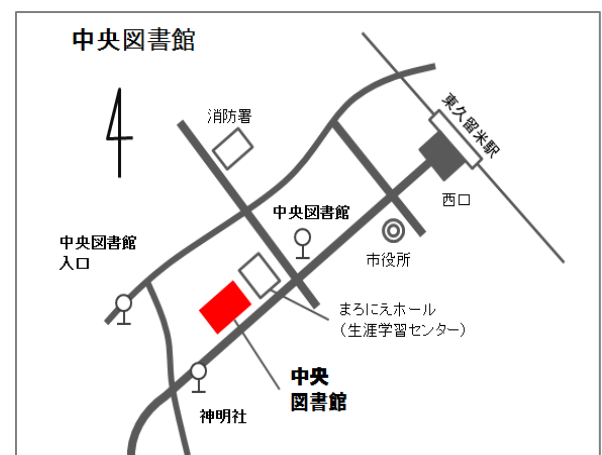 中央図書館
消防署
東久留米駅
西口
中央図書館
市役所
中央図書館
入口
まろにえホール
（生涯学習センター）
中央
図書館
神明社